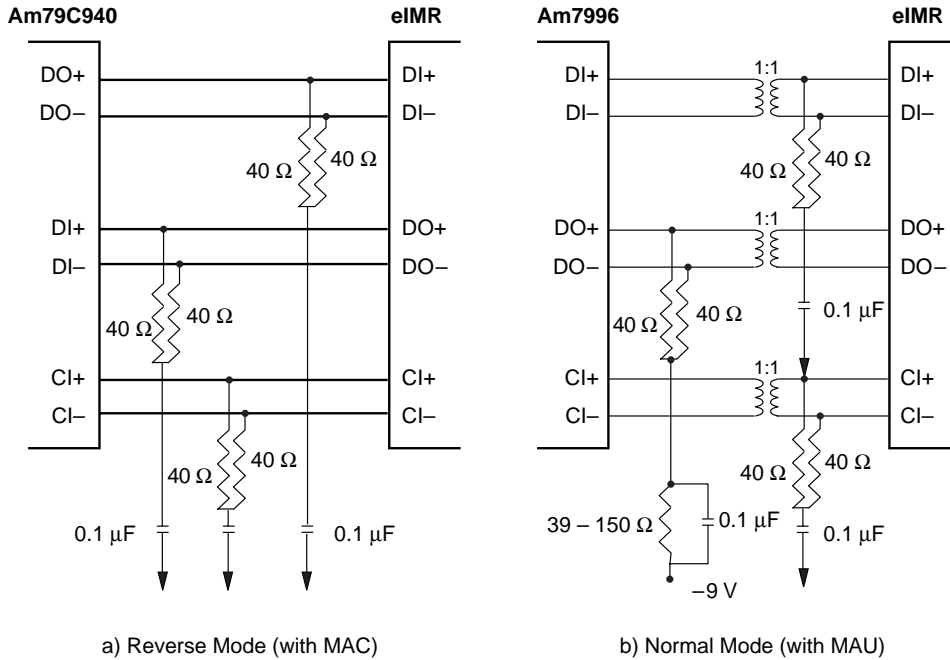 Am79C940
eIMR
DO+
DI+
DO–
DI–
40 Ω
40 Ω
DI+
DO+
DI–
DO–
40 Ω
40 Ω
CI+
CI+
CI–
CI–
40 Ω
40 Ω
0.1 µF
0.1 µF
a) Reverse Mode (with MAC)
Am7996
eIMR
1:1
DI+
DI+
DI–
DI–
40 Ω
40 Ω
1:1
DO+
DO+
DO–
DO–
40 Ω
40 Ω
0.1 µF
1:1
CI+
CI+
CI–
CI–
40 Ω
40 Ω
39 – 150 Ω
0.1 µF
0.1 µF
–9 V
b) Normal Mode (with MAU)